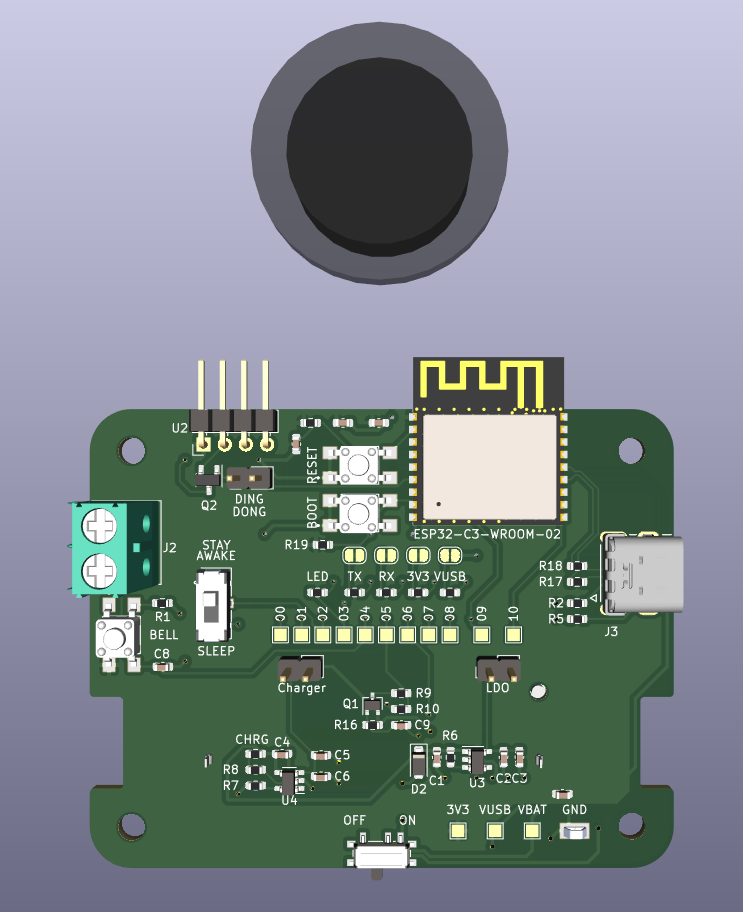 U2
Q2
DING
DONG
RESET
BOOT
ESP32-C3-WROOM-02
J2
STAY
AWAKE
R19
LED
TX
RX
3V3
VUSB
R18
R17
R2
R5
J3
R1
BELL
C8
SLEEP
00
01
02
03
04
05
06
07
08
09
10
Charger
LDO
Q1
R9
R10
R16
C9
CHRG
C4
C5
R8
R7
C6
U4
D2
C1
R6
U3
C2
C3
OFF
ON
3V3
VUSB
VBAT
GND